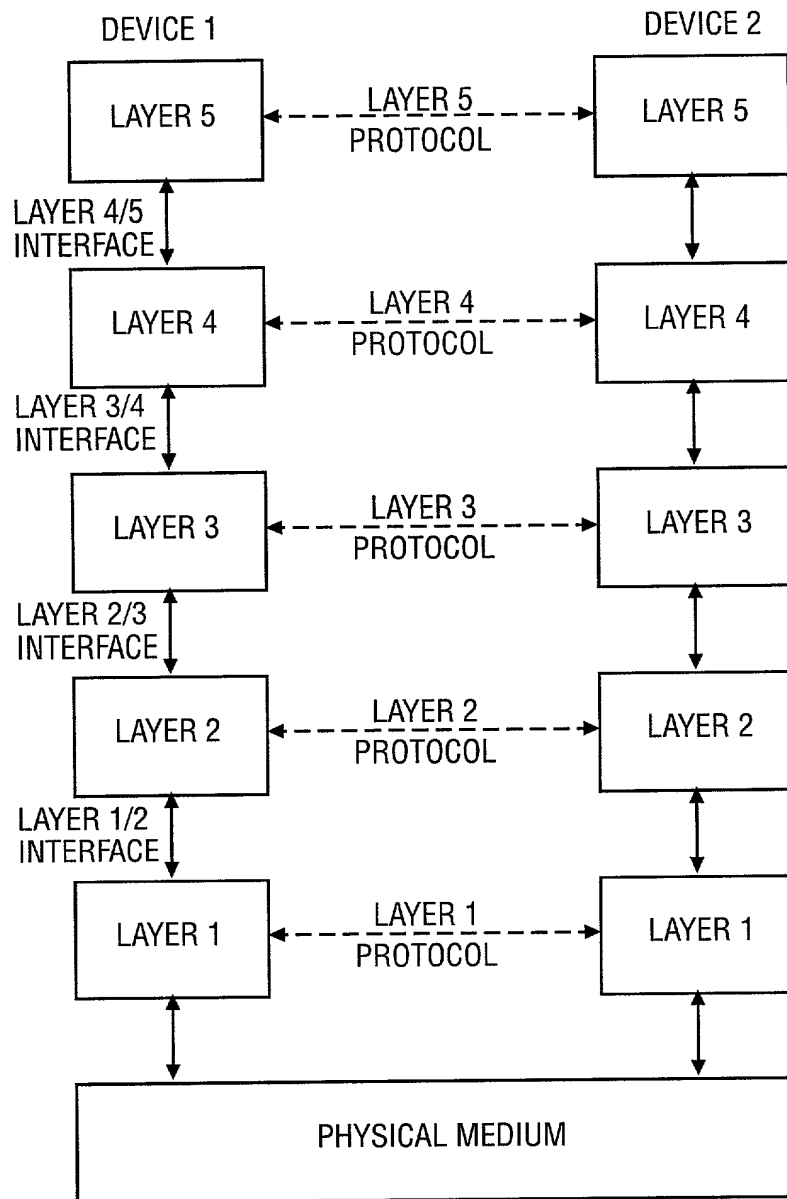 DEVICE 1
DEVICE 2
LAYER 5
LAYER 5
PROTOCOL
LAYER 5
LAYER 4/5
INTERFACE
LAYER 4
LAYER 4
PROTOCOL
LAYER 4
LAYER 3/4
INTERFACE
LAYER 3
LAYER 3
PROTOCOL
LAYER 3
LAYER 2/3
INTERFACE
LAYER 2
LAYER 2
PROTOCOL
LAYER 2
LAYER 1/2
INTERFACE
LAYER 1
LAYER 1
PROTOCOL
LAYER 1
PHYSICAL MEDIUM